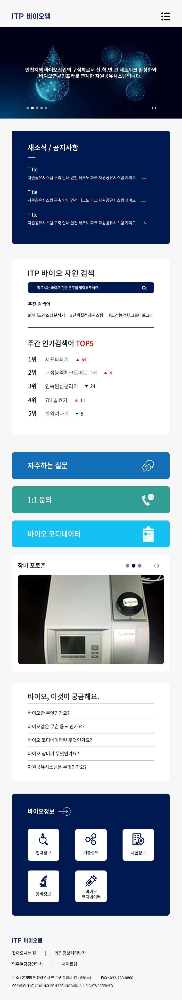 ITP 바이오맵
인천지역 바이오산업의 구심체로서 산.학.연.관 네트워크 활성화와
바이오연구인프라를 연계한 자원공유시스템입니다.
새소식 / 공지사항
Title
자원공유시스템 구축 안내 인천 테크노 파크 자원공유시스템 가이드
Title
자원공유시스템 구축 안내 인천 테크노 파크 자원공유시스템 가이드
Title
자원공유시스템 구축 안내 인천 테크노 파크 자원공유시스템 가이드
ITP 바이오 자원 검색
찾으시는 바이오 관련 문구를 입력해주세요.
추천 검색어
#아미노산조성분석기 #단백질정제시스템 #고성능액체크로마토그래
주간 인기검색어 TOP5
1위 세포파쇄기 ▲ 54
2위 고성능액체크로마토그래 ▲ 3
3위 연속원심분리기 ▼ 24
4위 70L발효기 ▲ 11
5위 한와여과기 ▼ 5
자주하는 질문
1:1 문의
바이오 코디네이터
장비 포토존
바이오, 이것이 궁금해요.
바이오란 무엇인가요?
바이오맵은 무슨 용도 인가요?
바이오 코디네이터란 무엇인가요?
바이오 장비가 무엇인가요?
자원공유시스템은 무엇인가요?
바이오정보
인력정보 기술정보 시설정보
장비정보 바이오
코디네이터
ITP 바이오맵
찾아오시는 길 | 개인정보처리방침
업무별담당연락처 | 사이트맵
주소 : 21999 인천광역시 연수구 갯벌로 12 (송도동) FAX : 032-260-0800
COPYRIGHT (C) 2016 INCHEON TECHNOPARK. ALL RIGHTS RESERVED